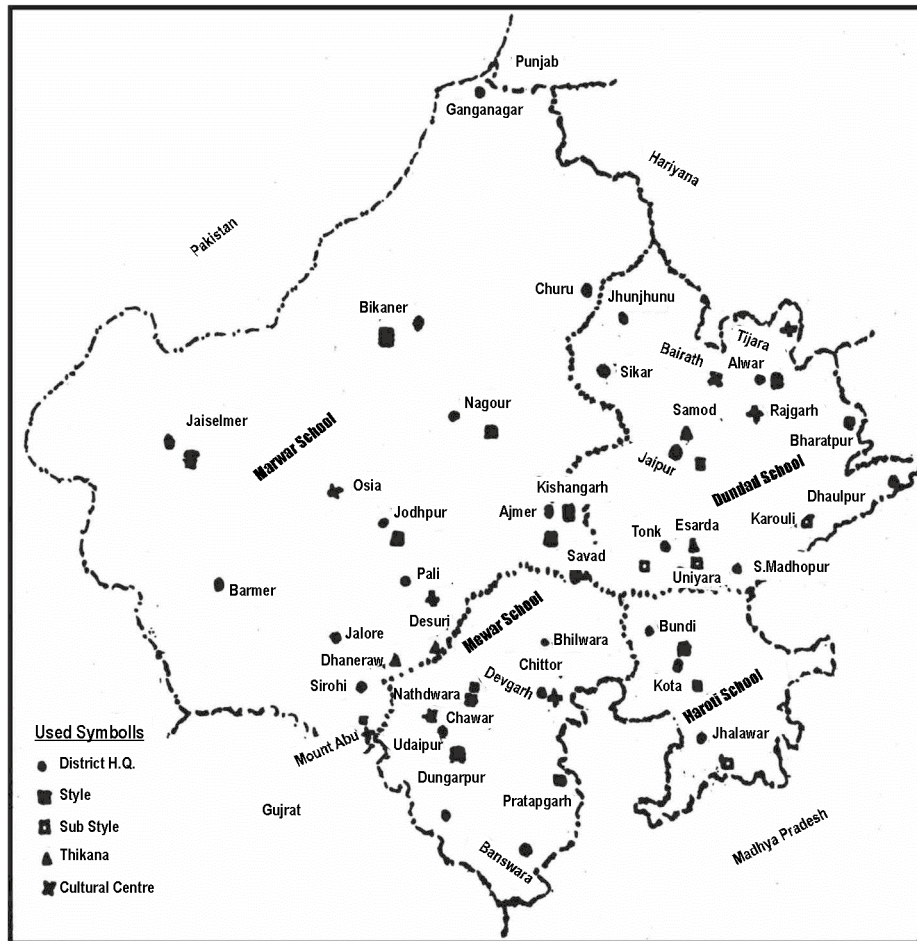 Punjab
Ganganagar
Hariyana
Pakistan
Churu
Jhunjhunu
Bikaner
Tijara
Bairath
Alwar
Sikar
Nagour
Samod
Rajgarh
Jaiselmer
Marwar School
Bharatpur
Jaipur
Dundad School
Osia
Kishangarh
Dhaulpur
Jodhpur
Ajmer
Karouli
Tonk
Esarda
Savad
Pali
Uniyara
S.Madhopur
Barmer
Desuri
Mewar School
Jalore
Bhilwara
Bundi
Dhaneraw
Chittor
Sirohi
Nathdwara
Devgarh
Kota
Haroti School
Chawar
Used Symbolls
Mount Abu
Udaipur
Jhalawar
District H.Q.
Dungarpur
Style
Gujrat
Pratapgarh
Sub Style
Madhya Pradesh
Thikana
Banswara
Cultural Centre